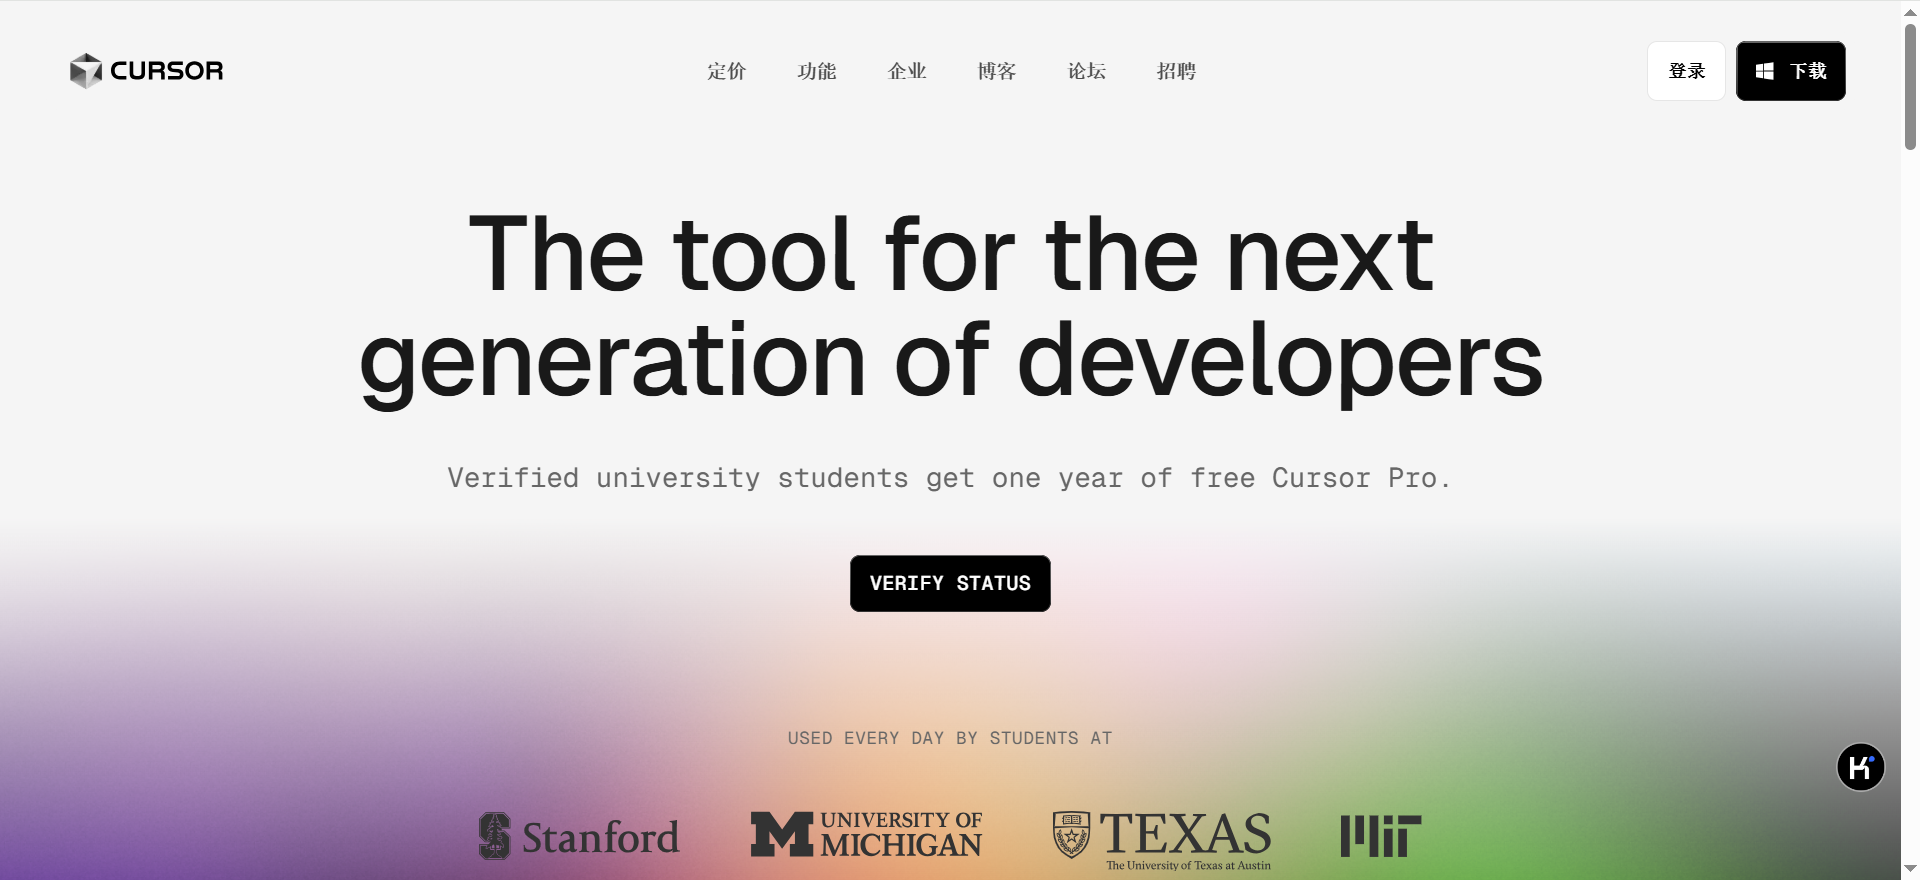 CURSOR
定价 功能 企业 博客 论坛 招聘
登录 下载
The tool for the next
generation of developers
Verified university students get one year of free Cursor Pro.
VERIFY STATUS
USED EVERY DAY BY STUDENTS AT
Stanford
M UNIVERSITY OF
MICHIGAN
TEXAS
The University of Texas at Austin
MIT
K